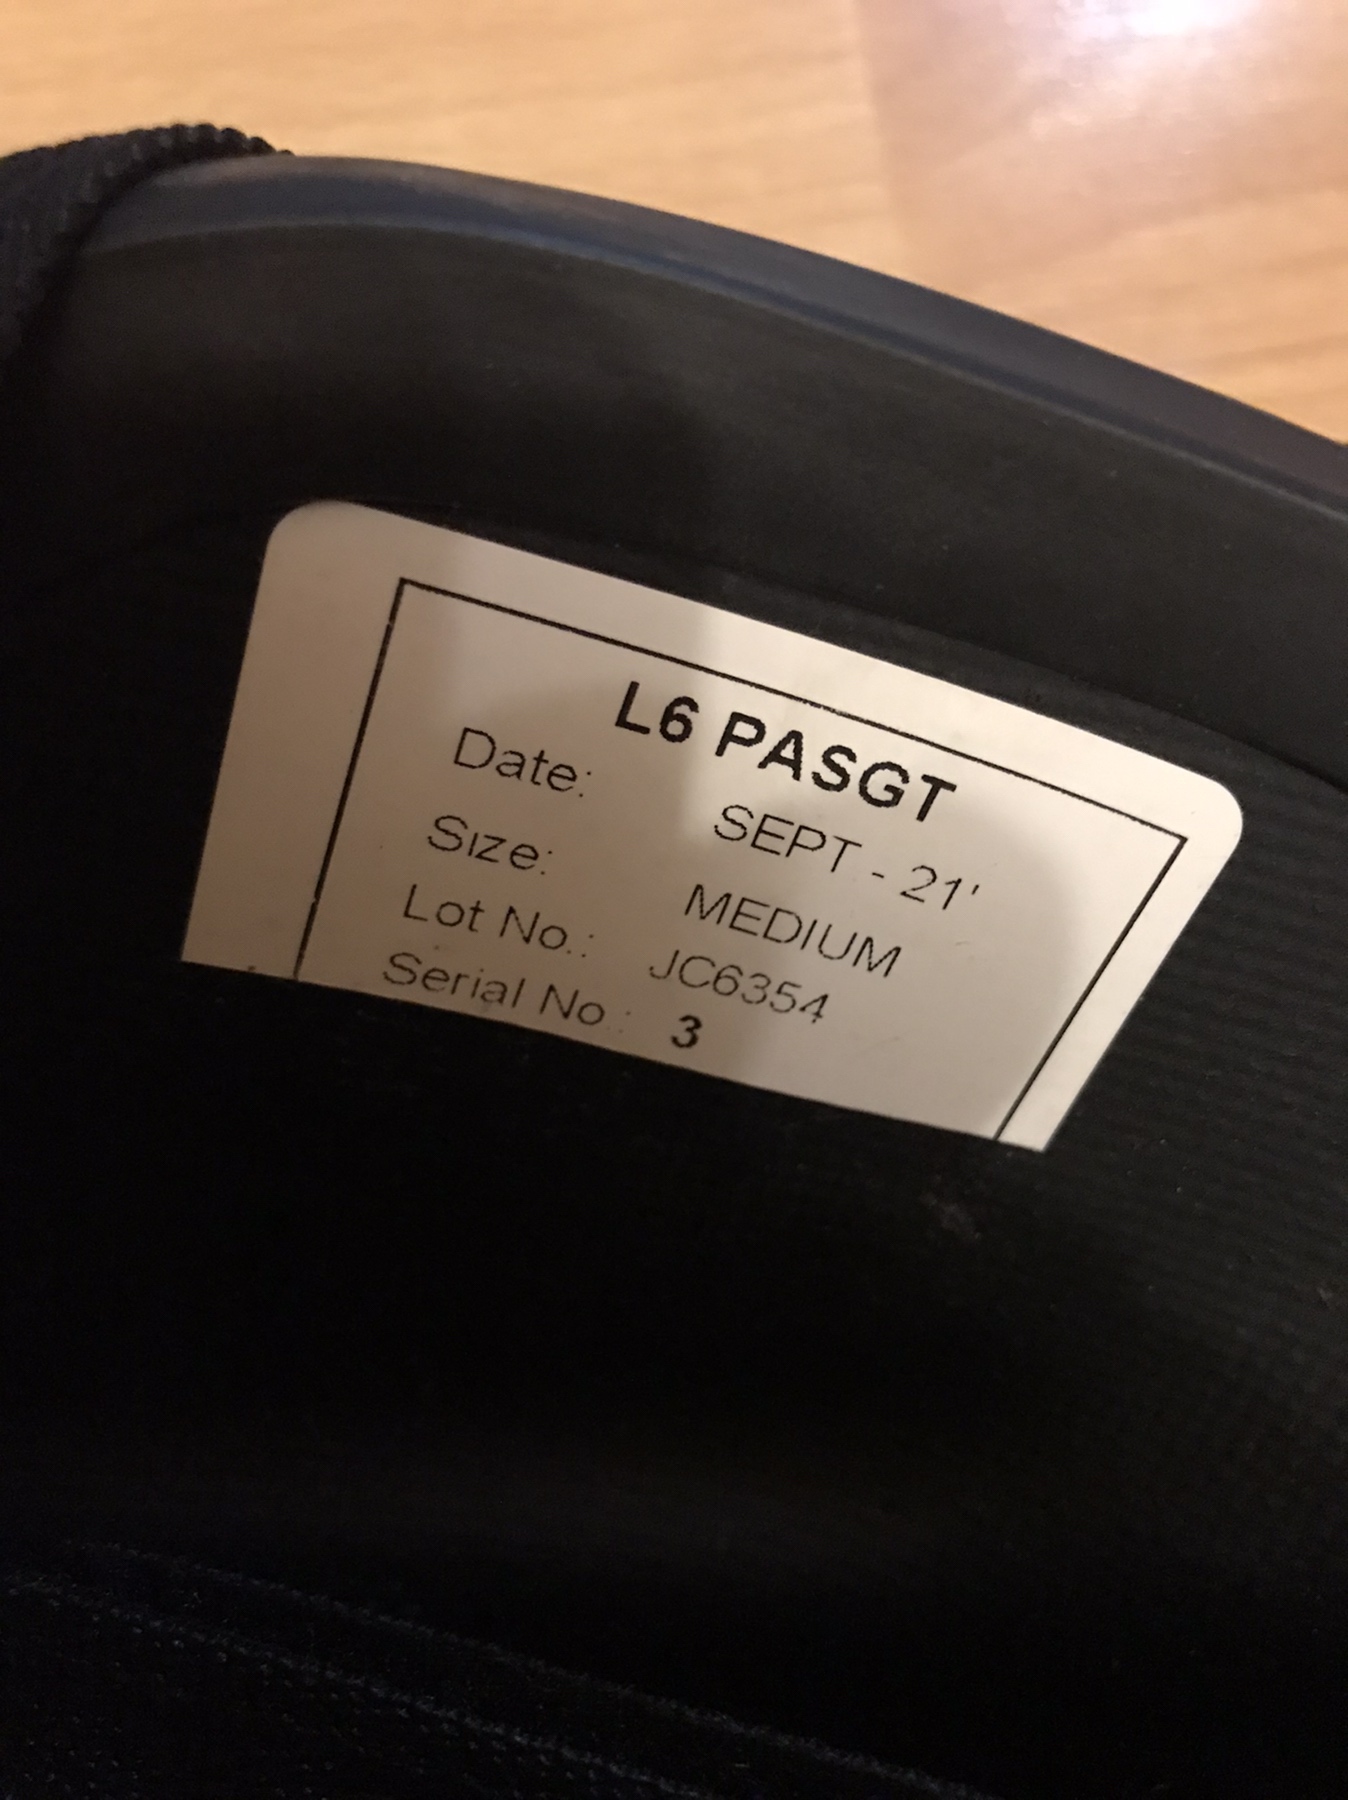 L6 PASGT
Date: SEPT - 21'
Size: MEDIUM
Lot No.: JC6354
Serial No.: 3